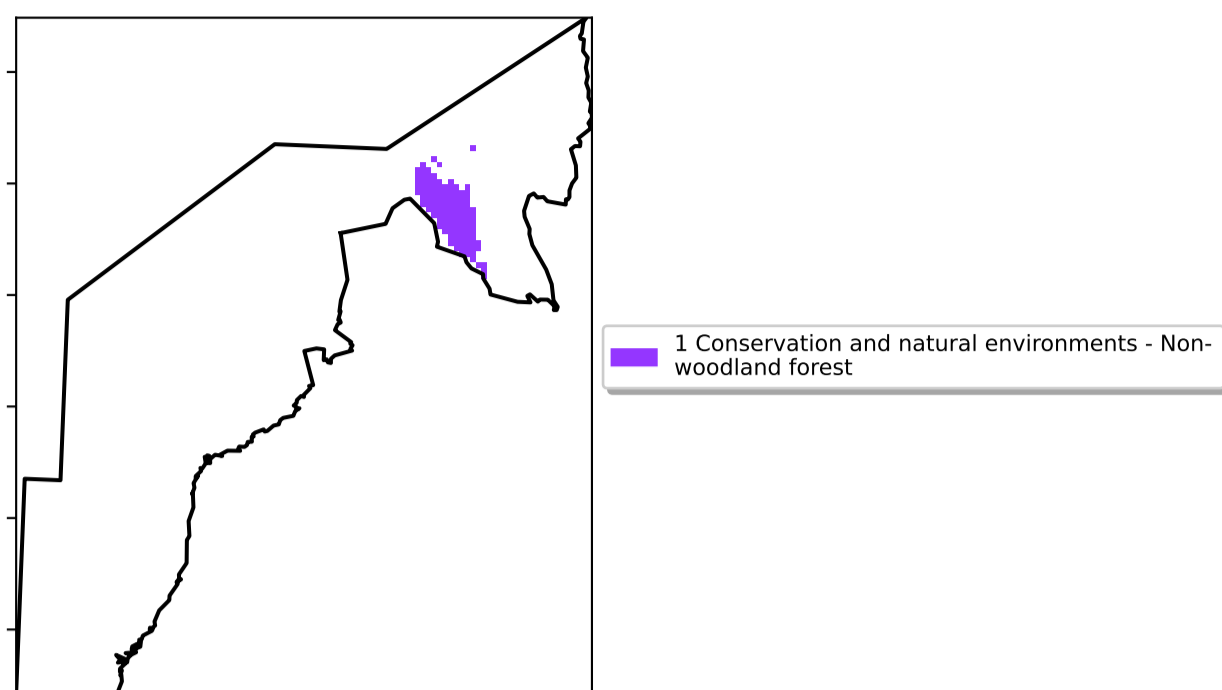 1 Conservation and natural environments - Non-
woodland forest